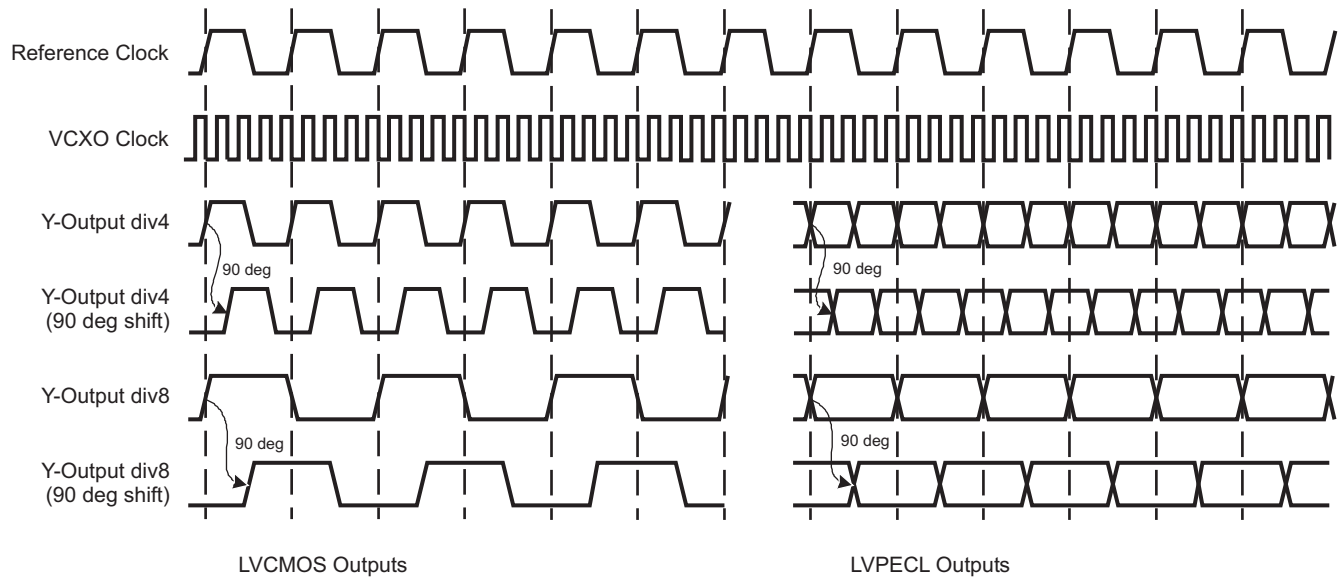 Reference Clock
VCXO Clock
Y-Output div4
90 deg
90 deg
Y-Output div4
(90 deg shift)
Y-Output div8
90 deg
90 deg
Y-Output div8
(90 deg shift)
LVCMOS Outputs
LVPECL Outputs